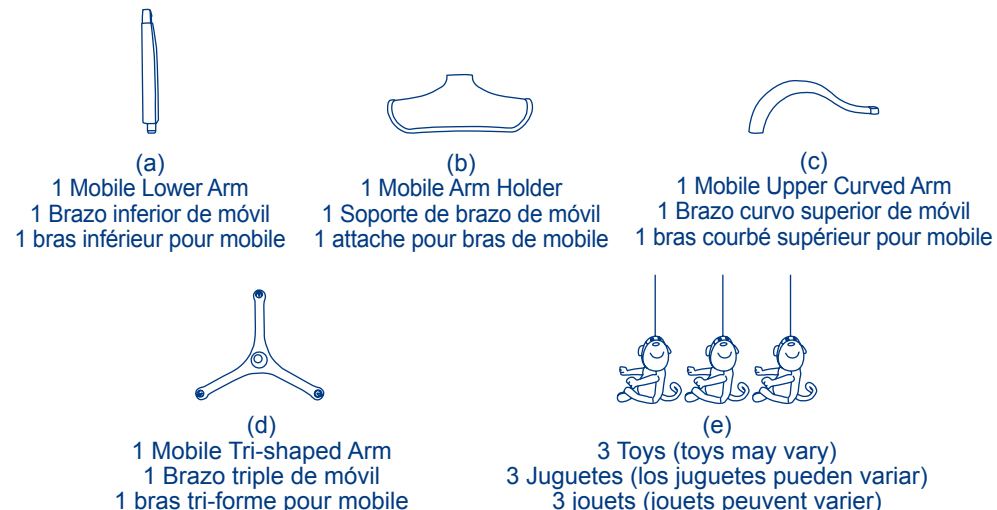 (a)
1 Mobile Lower Arm
1 Brazo inferior de móvil
1 bras inférieur pour mobile
(b)
1 Mobile Arm Holder
1 Soporte de brazo de móvil
1 attache pour bras de mobile
(c)
1 Mobile Upper Curved Arm
1 Brazo curvo superior de móvil
1 bras courbé supérieur pour mobile
(d)
1 Mobile Tri-shaped Arm
1 Brazo triple de móvil
1 bras tri-forme pour mobile
(e)
3 Toys (toys may vary)
3 Juguetes (los juguetes pueden variar)
3 jouets (jouets peuvent varier)